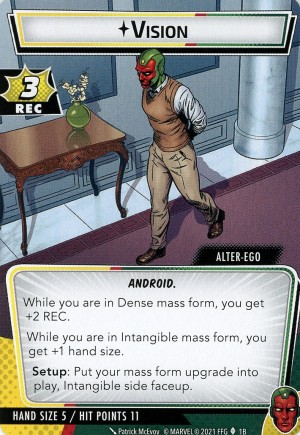 Vision
3
REC
ALTER-EGO
ANDROID.
While you are in Dense mass form, you get
+2 REC.
While you are in Intangible mass form, you
get +1 hand size.
Setup: Put your mass form upgrade into
play, Intangible side faceup.
HAND SIZE 5 / HIT POINTS 11
Patrick McEvoy © MARVEL © 2021 FFG 1B